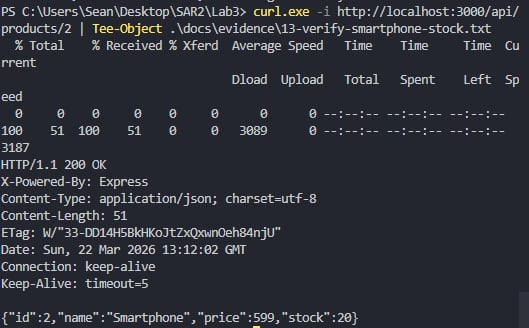 PS C:\Users\Sean\Desktop\SAR2\Lab3> curl.exe -i http://localhost:3000/api/
products/2 | Tee-Object .\docs\evidence\13-verify-smartphone-stock.txt
  % Total    % Received % Xferd  Average Speed   Time    Time     Time  Cu
rrent
                                 Dload  Upload   Total   Spent    Left  Sp
eed
  0     0    0     0    0     0      0      0 --:--:-- --:--:-- --:--:--
100    51  100    51    0     0   3089      0 --:--:-- --:--:-- --:--:--
3187
HTTP/1.1 200 OK
X-Powered-By: Express
Content-Type: application/json; charset=utf-8
Content-Length: 51
ETag: W/"33-DD14H5BkHKoJtZxQxwnOeh84njU"
Date: Sun, 22 Mar 2026 13:12:02 GMT
Connection: keep-alive
Keep-Alive: timeout=5

{"id":2,"name":"Smartphone","price":599,"stock":20}